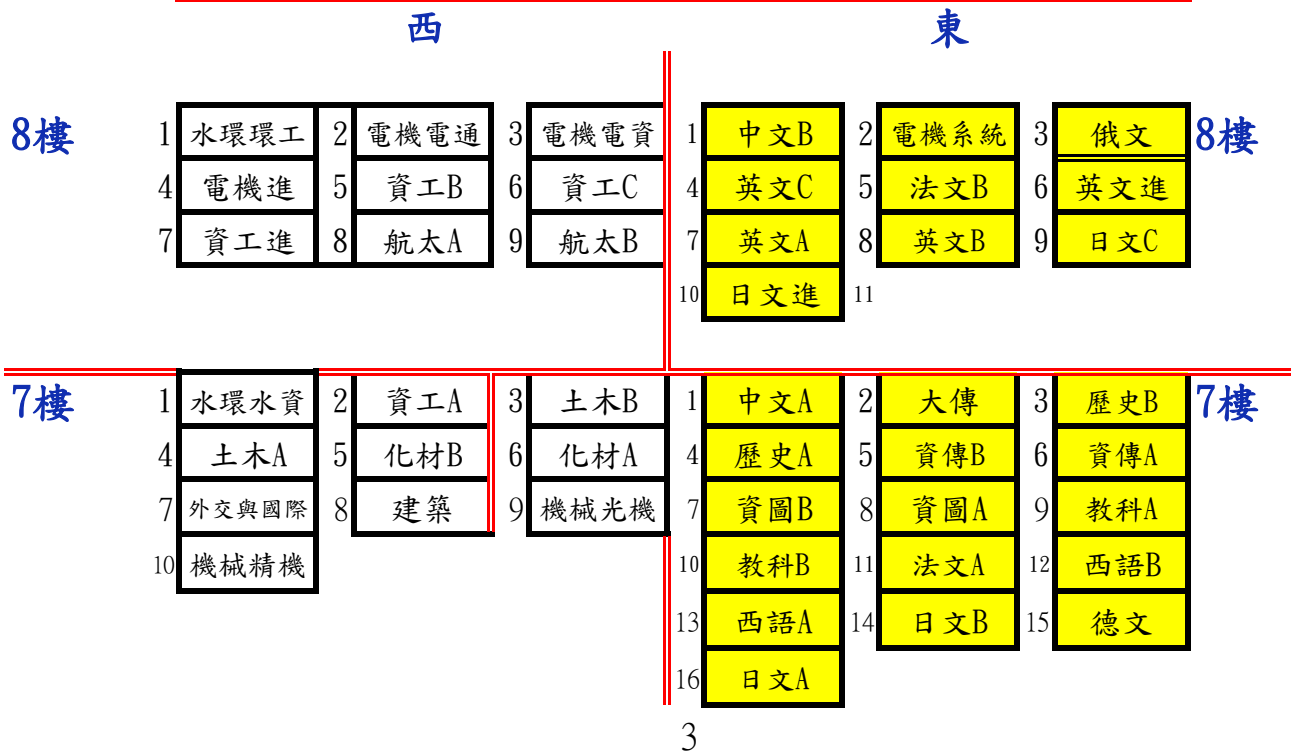 西 東
8樓 1 水環環工 2 電機電通 3 電機電資 1 中文B 2 電機系統 3 俄文 8樓
4 電機進 5 資工B 6 資工C 4 英文C 5 法文B 6 英文進
7 資工進 8 航太A 9 航太B 7 英文A 8 英文B 9 日文C
10 日文進 11
7樓 1 水環水資 2 資工A 3 土木B 1 中文A 2 大傳 3 歷史B 7樓
4 土木A 5 化材B 6 化材A 4 歷史A 5 資傳B 6 資傳A
7 外交與國際 8 建築 9 機械光機 7 資圖B 8 資圖A 9 教科A
10 機械精機 10 教科B 11 法文A 12 西語B
13 西語A 14 日文B 15 德文
16 日文A
3